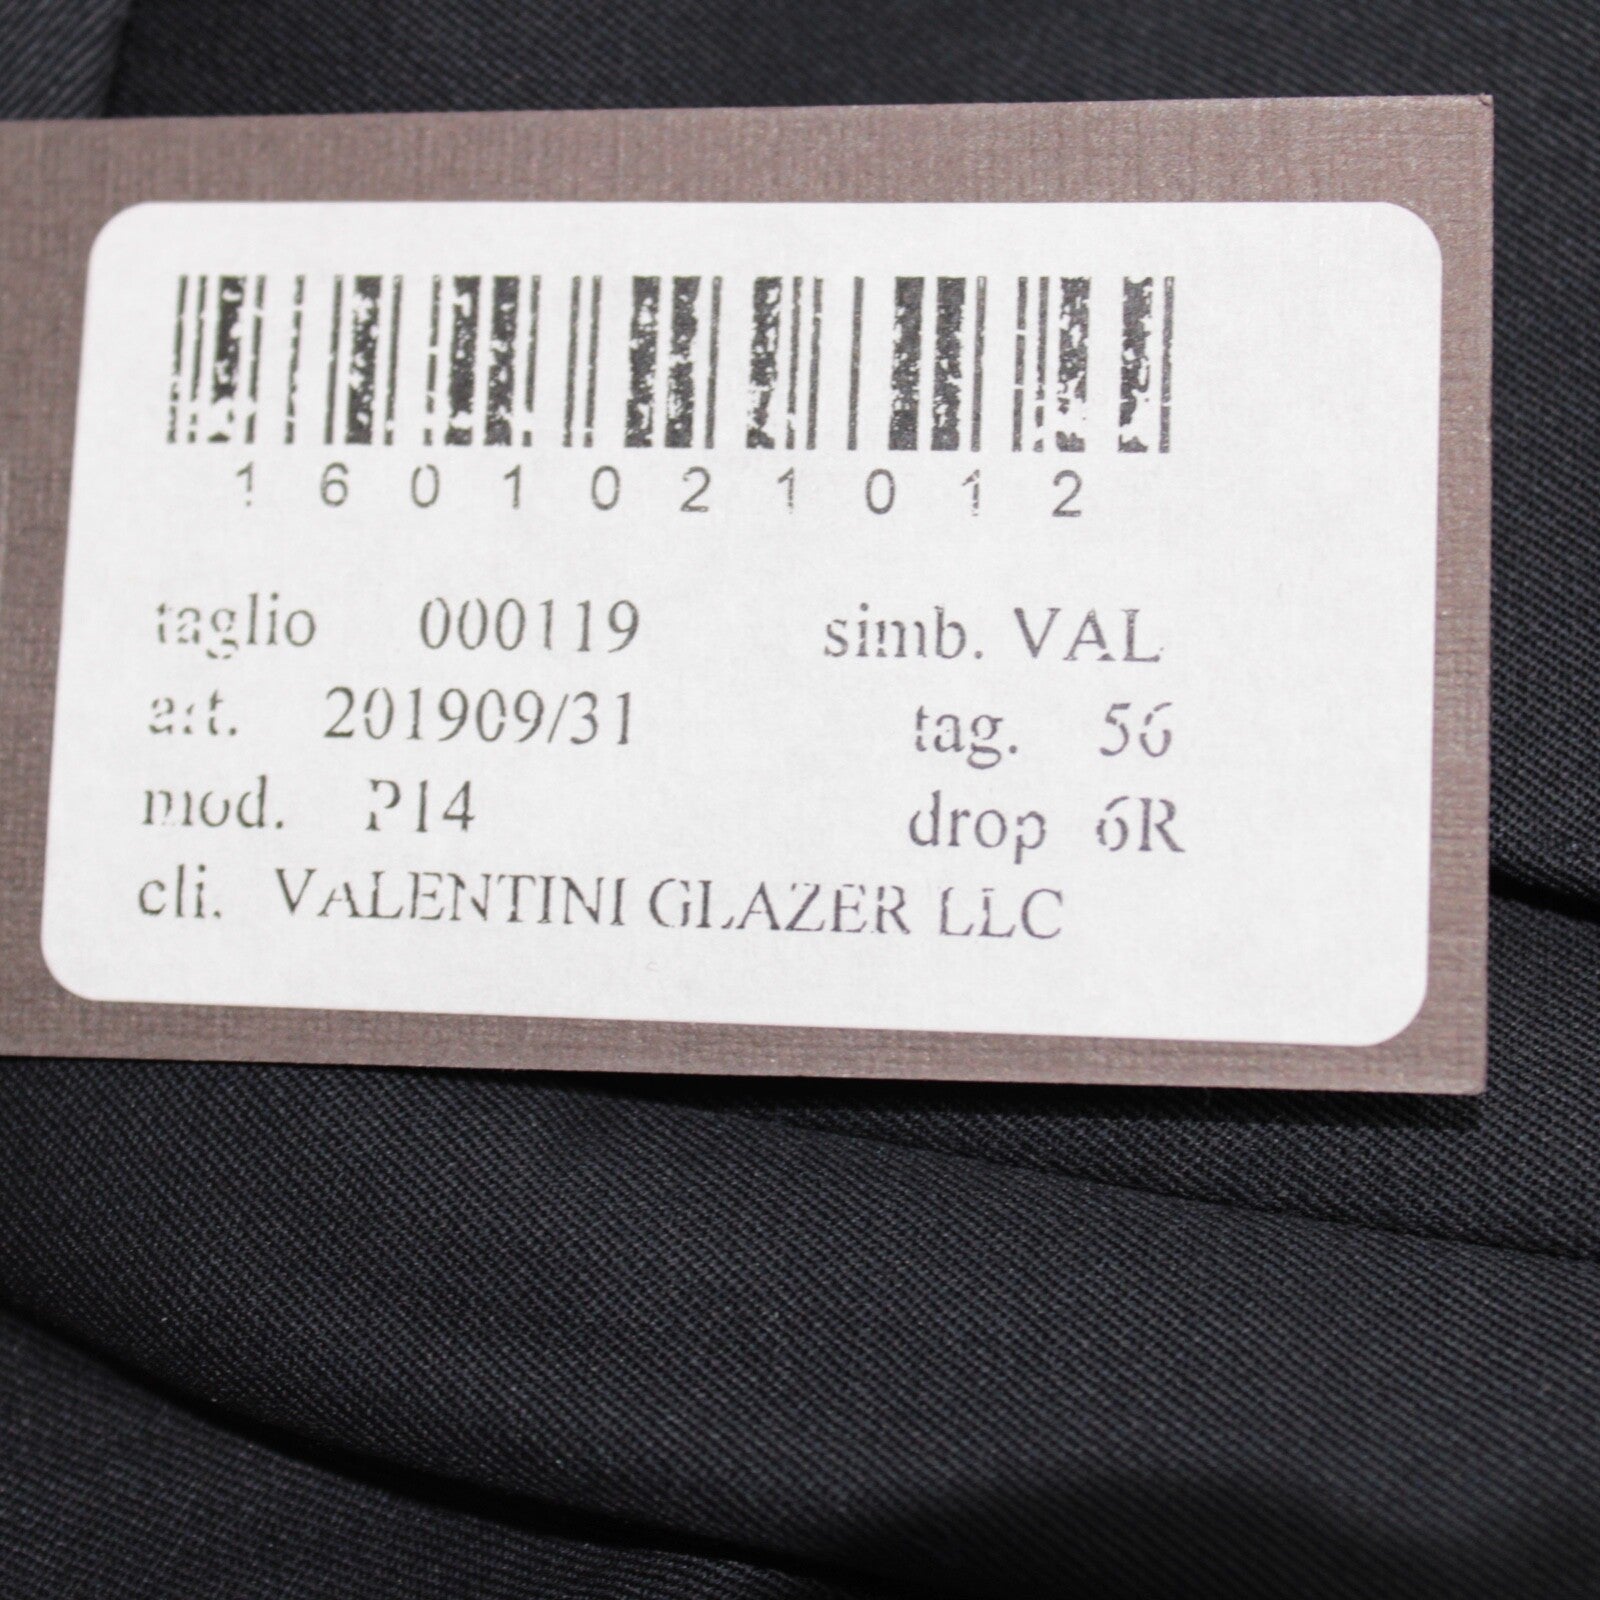 1601021012
taglio 000119 simb. VAL
art. 201909/31 tag. 56
mod. P14 drop 6R
cli. VALENTINI GLAZER LLC